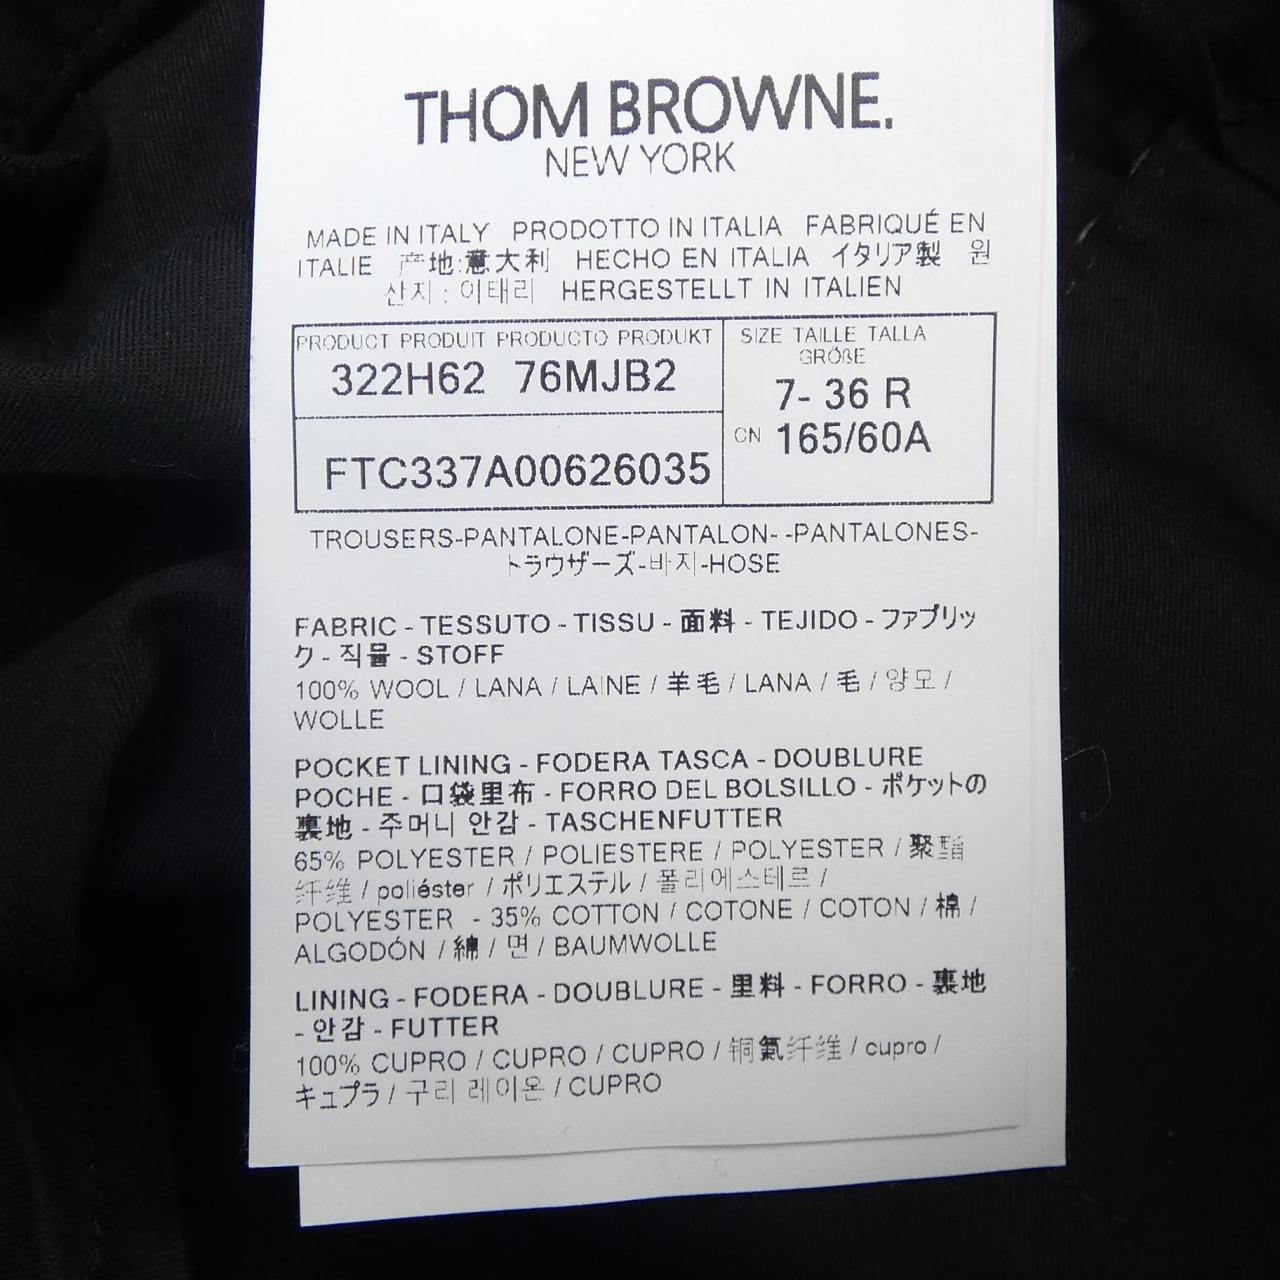 THOM BROWNE.
NEW YORK
MADE IN ITALY PRODOTTO IN ITALIA FABRIQUÉ EN
ITALIE 产地:意大利 HECHO EN ITALIA イタリア製 원
산지 : 이태리 HERGESTELLT IN ITALIEN
PRODUCT PRODUIT PRODUCTO PRODUKT
322H62 76MJB2
FTC337A00626035
SIZE TAILLE TALLA
GRÖßE
7- 36 R
CN 165/60A
TROUSERS-PANTALONE-PANTALON- -PANTALONES-
トラウザーズ-바지-HOSE
FABRIC - TESSUTO - TISSU - 面料 - TEJIDO - ファブリッ
ク - 직물 - STOFF
100% WOOL / LANA / LAINE / 羊毛 / LANA / 毛 / 양모 /
WOLLE
POCKET LINING - FODERA TASCA - DOUBLURE
POCHE - 口袋里布 - FORRO DEL BOLSILLO - ポケットの
裏地 - 주머니 안감 - TASCHENFUTTER
65% POLYESTER / POLIESTERE / POLYESTER / 聚酯
纤维 / poliéster / ポリエステル / 폴리에스테르 /
POLYESTER - 35% COTTON / COTONE / COTON / 棉 /
ALGODÓN / 綿 / 면 / BAUMWOLLE
LINING - FODERA - DOUBLURE - 里料 - FORRO - 裏地
- 안감 - FUTTER
100% CUPRO / CUPRO / CUPRO / 铜氨纤维 / cupro /
キュプラ / 구리 레이온 / CUPRO